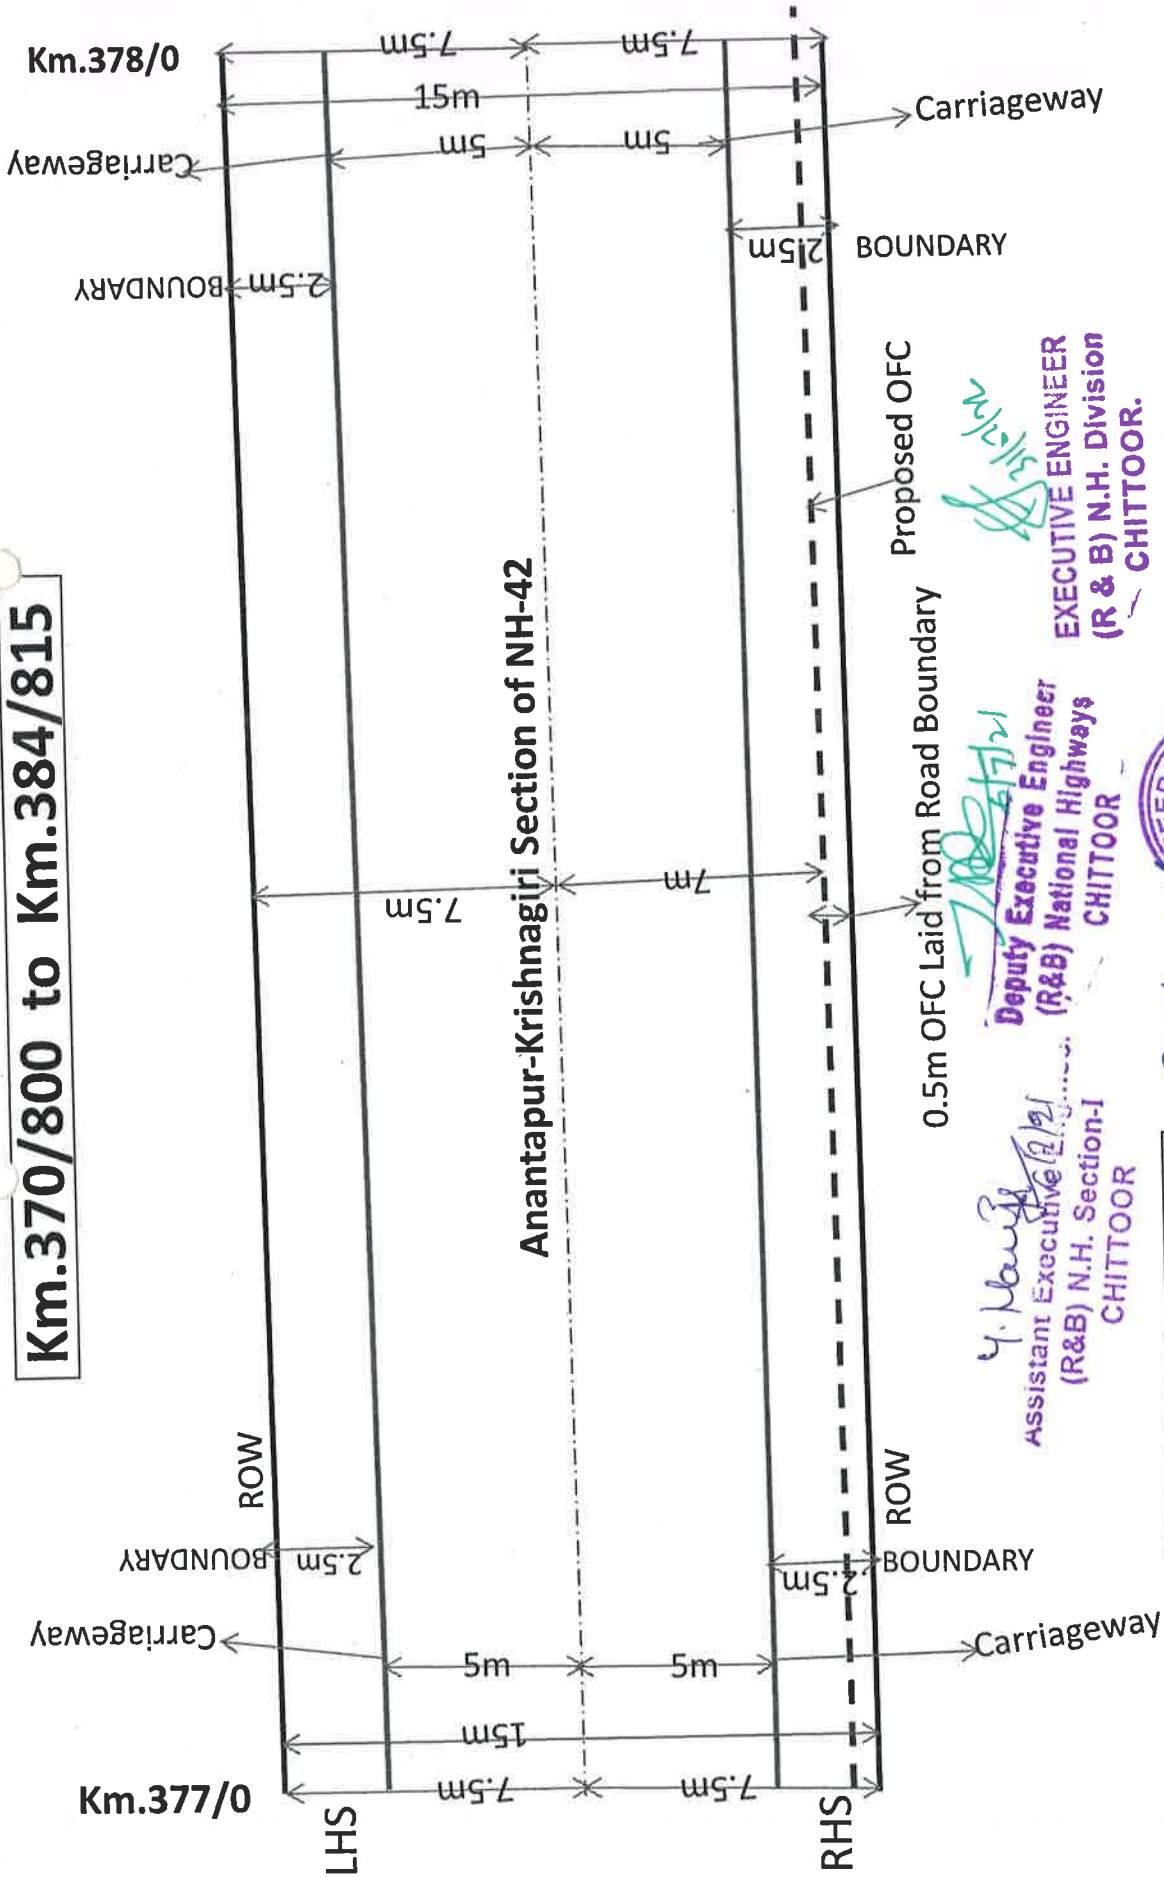 Km.370/800 to Km.384/815
Km.377/0
Km.378/0
LHS
RHS
7.5m
7.5m
15m
5m
5m
Carriageway
Carriageway
BOUNDARY
2.5m
2.5m
BOUNDARY
ROW
ROW
Anantapur-Krishnagiri Section of NH-42
7.5m
7m
0.5m OFC Laid from Road Boundary
Proposed OFC
BOUNDARY
2.5m
2.5m
BOUNDARY
Carriageway
Carriageway
5m
5m
15m
7.5m
7.5m
Assistant Executive
(R&B) N.H. Section-I
CHITTOOR
6/7/21
Deputy Executive Engineer
(R&B) National Highways
CHITTOOR
EXECUTIVE ENGINEER
(R & B) N.H. Division
CHITTOOR.